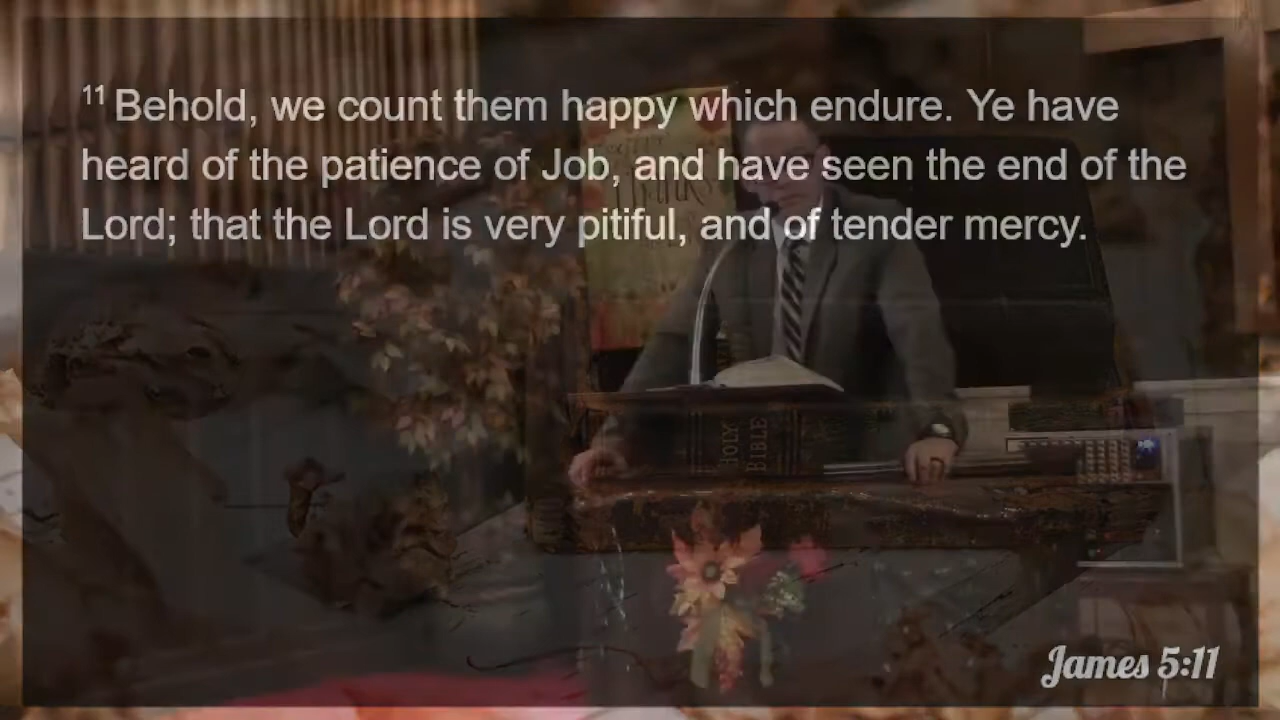 11 Behold, we count them happy which endure. Ye have
heard of the patience of Job, and have seen the end of the
Lord; that the Lord is very pitiful, and of tender mercy.
Thanks
HOLY
BIBLE
James 5:11